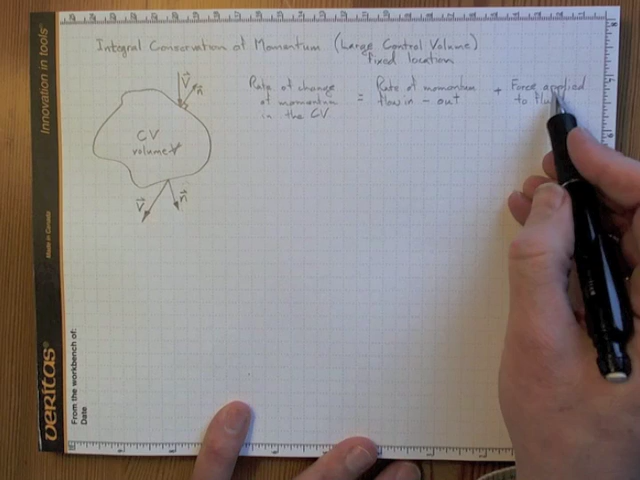 Integral Conservation of Momentum (Large Control Volume)
fixed location
Rate of change
of momentum
in the CV
=
Rate of momentum
flow in - out
+
Force applied
to Flu
CV
volume V
V n
V n
Innovation in tools
Made in Canada
veritas
From the workbench of:
Date